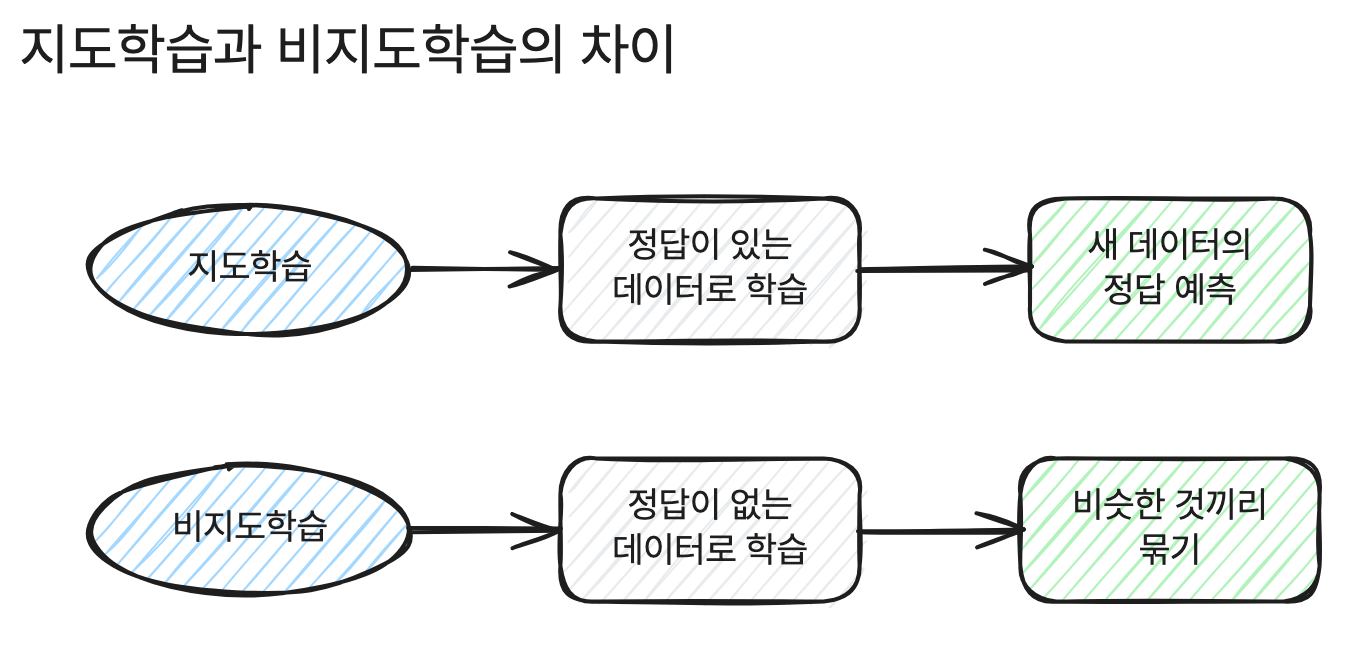 지도학습과 비지도학습의 차이
지도학습
정답이 있는
데이터로 학습
새 데이터의
정답 예측
비지도학습
정답이 없는
데이터로 학습
비슷한 것끼리
묶기